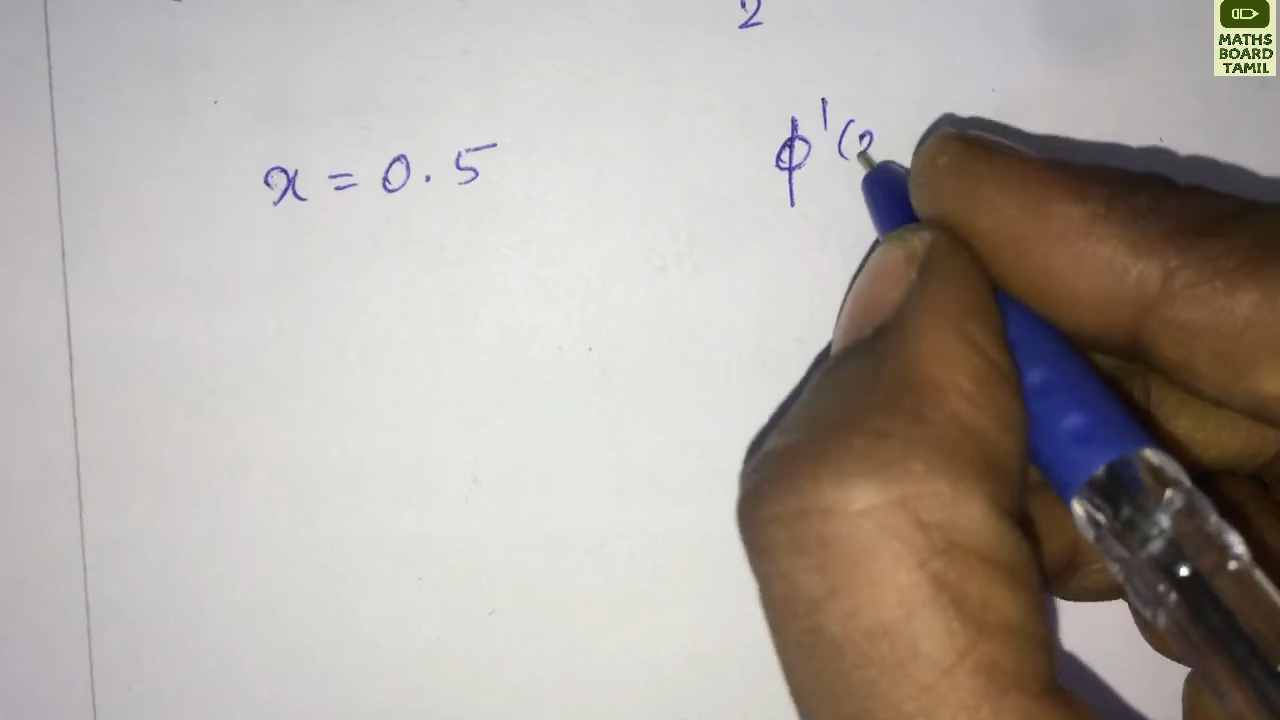 2
MATHS
BOARD
TAMIL
x = 0.5
ϕ'(